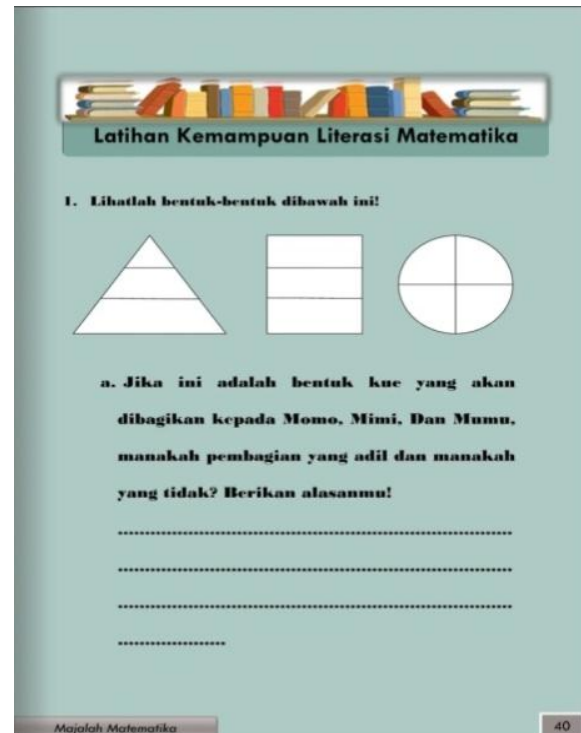 Latihan Kemampuan Literasi Matematika
1. Lihatlah bentuk-bentuk dibawah ini!
a. Jika ini adalah bentuk kue yang akan
dibagikan kepada Momo, Mimi, Dan Mumu,
manakah pembagian yang adil dan manakah
yang tidak? Berikan alasanmu!
Majalah Matematika
40